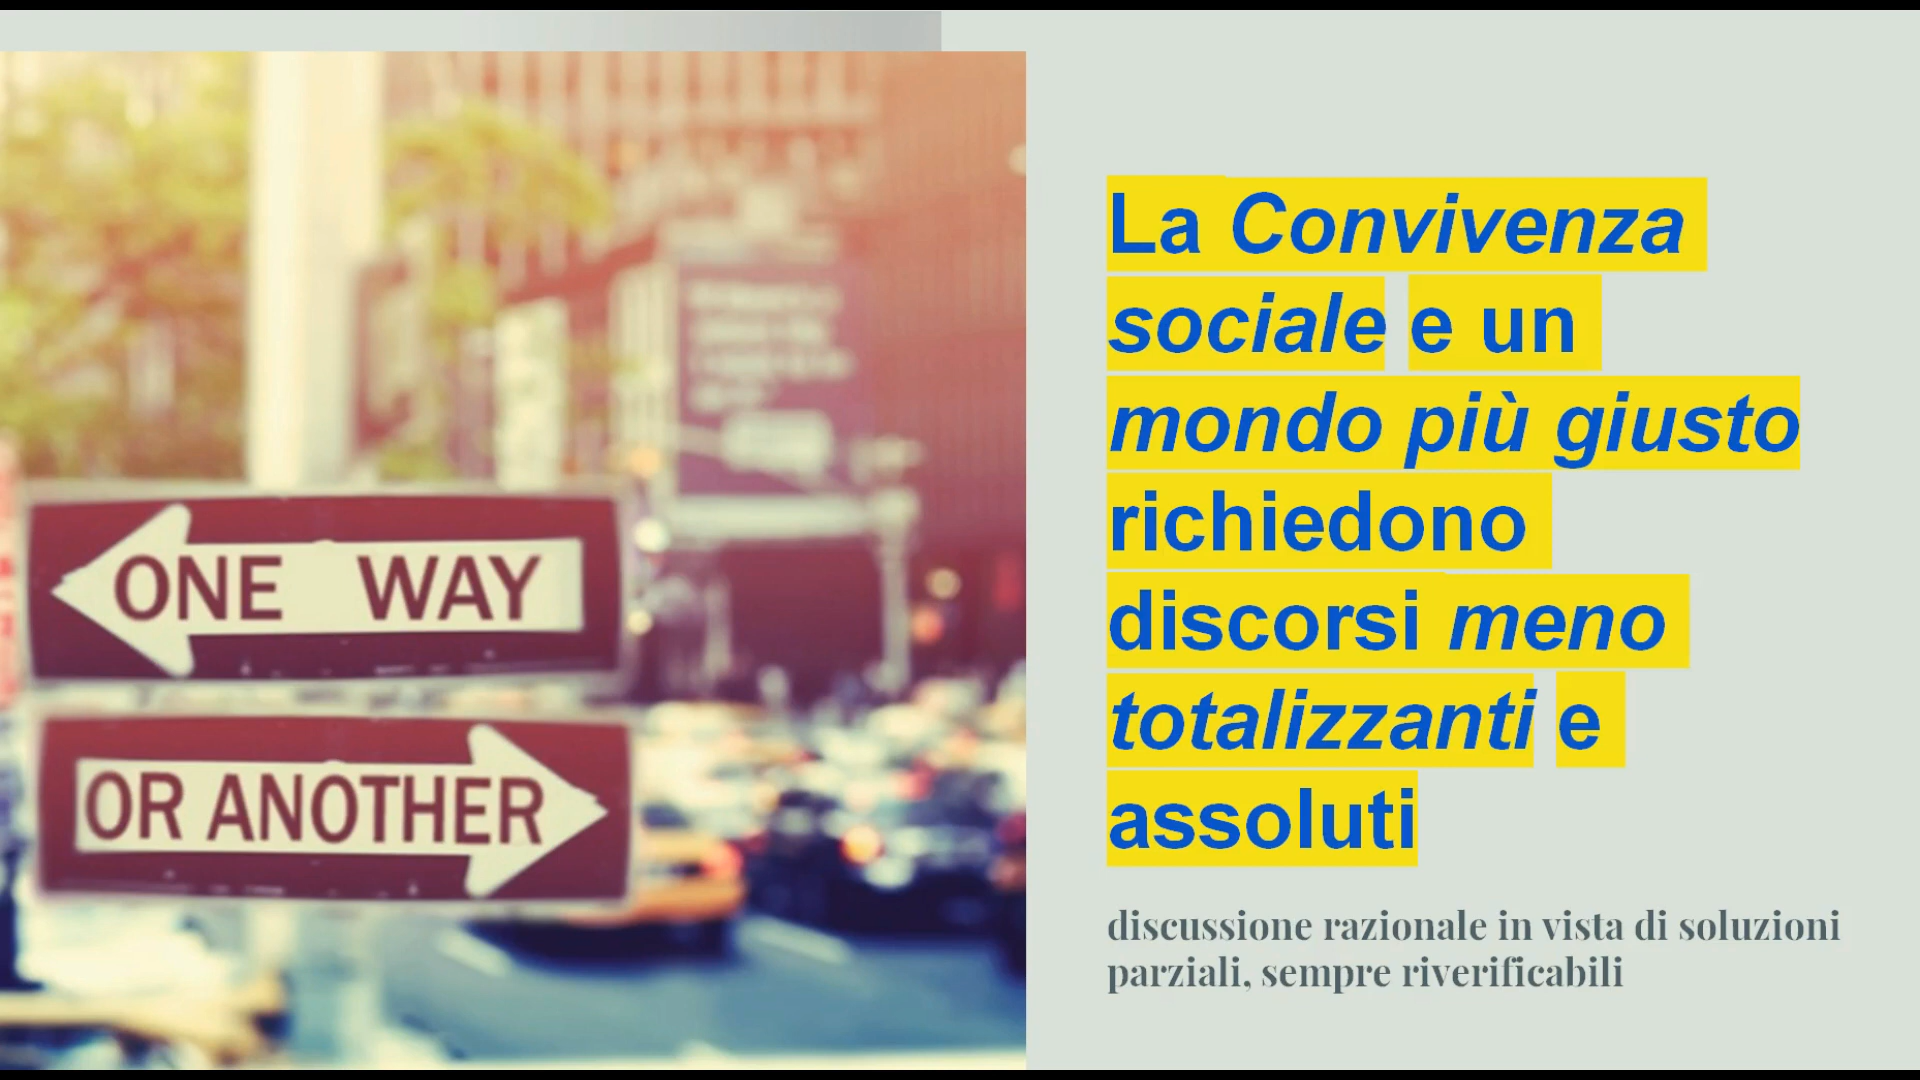 ONE WAY
OR ANOTHER
La Convivenza
sociale e un
mondo più giusto
richiedono
discorsi meno
totalizzanti e
assoluti
discussione razionale in vista di soluzioni
parziali, sempre riverificabili